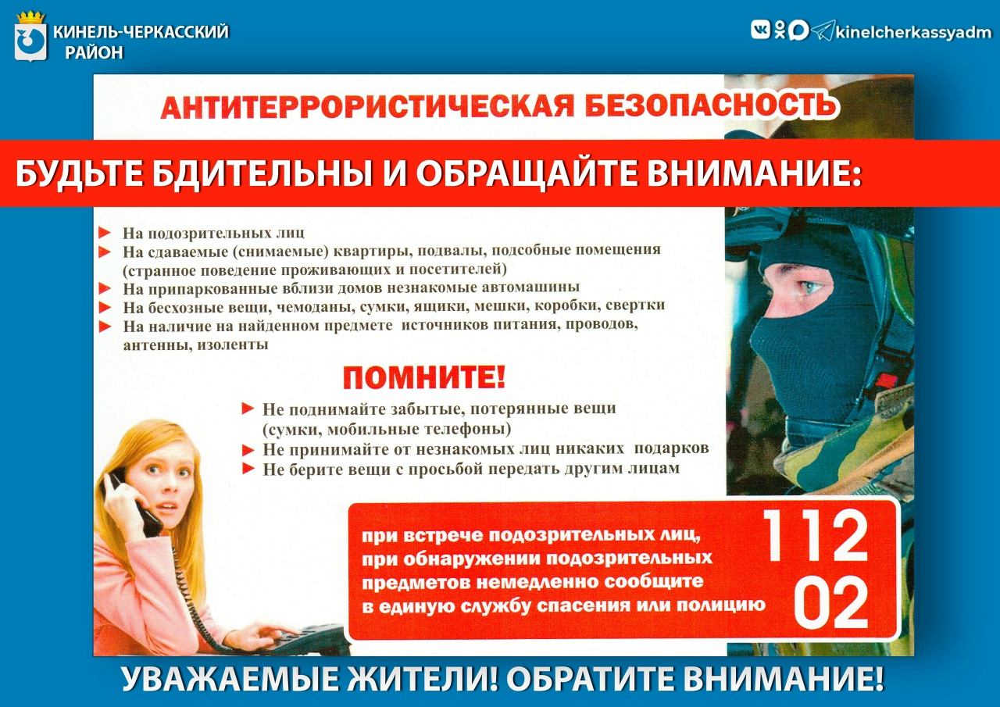 КИНЕЛЬ-ЧЕРКАССКИЙ
РАЙОН
kinelcherkassyadm
АНТИТЕРРОРИСТИЧЕСКАЯ БЕЗОПАСНОСТЬ
БУДЬТЕ БДИТЕЛЬНЫ И ОБРАЩАЙТЕ ВНИМАНИЕ:
На подозрительных лиц
На сдаваемые (снимаемые) квартиры, подвалы, подсобные помещения
(странное поведение проживающих и посетителей)
На припаркованные вблизи домов незнакомые автомашины
На бесхозные вещи, чемоданы, сумки, ящики, мешки, коробки, свертки
На наличие на найденном предмете источников питания, проводов,
антенны, изоленты
ПОМНИТЕ!
Не поднимайте забытые, потерянные вещи
(сумки, мобильные телефоны)
Не принимайте от незнакомых лиц никаких подарков
Не берите вещи с просьбой передать другим лицам
при встрече подозрительных лиц,
при обнаружении подозрительных
предметов немедленно сообщите
в единую службу спасения или полицию
112
02
УВАЖАЕМЫЕ ЖИТЕЛИ! ОБРАТИТЕ ВНИМАНИЕ!